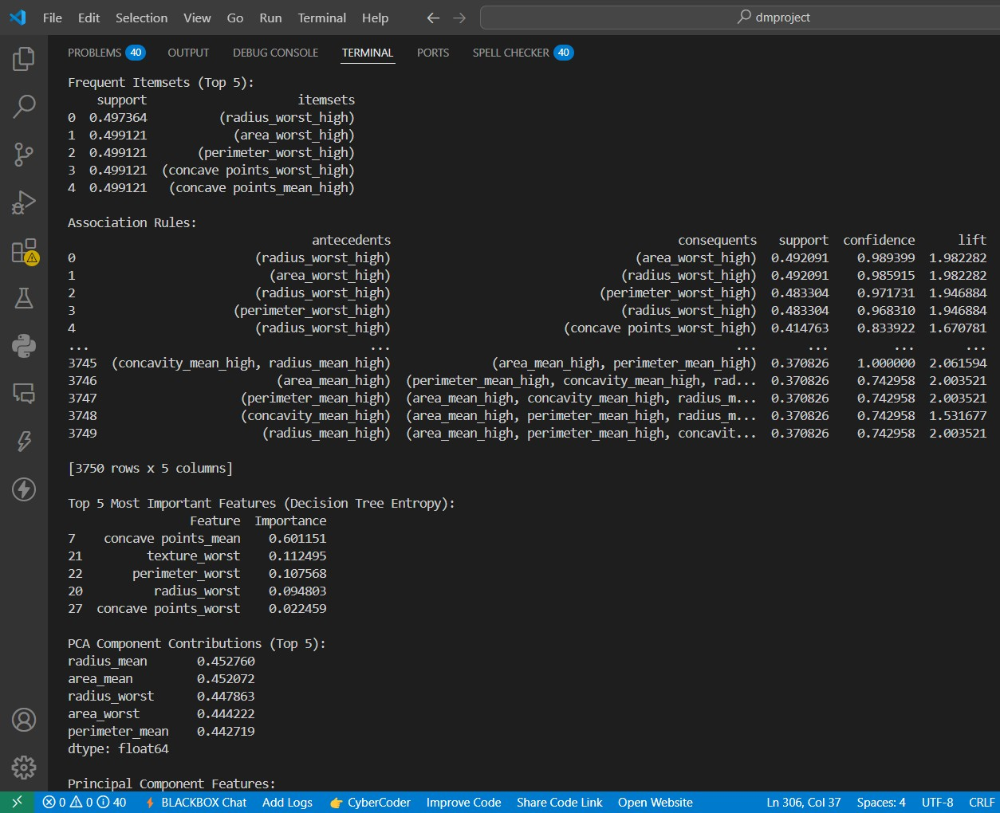 File Edit Selection View Go Run Terminal Help dmproject
PROBLEMS 40 OUTPUT DEBUG CONSOLE TERMINAL PORTS SPELL CHECKER 40
Frequent Itemsets (Top 5):
support itemsets
0 0.497364 (radius_worst_high)
1 0.499121 (area_worst_high)
2 0.499121 (perimeter_worst_high)
3 0.499121 (concave points_worst_high)
4 0.499121 (concave points_mean_high)
Association Rules:
antecedents consequents support confidence lift
0 (radius_worst_high) (area_worst_high) 0.492091 0.989399 1.982282
1 (area_worst_high) (radius_worst_high) 0.492091 0.985915 1.982282
2 (radius_worst_high) (perimeter_worst_high) 0.483304 0.971731 1.946884
3 (perimeter_worst_high) (radius_worst_high) 0.483304 0.968310 1.946884
4 (radius_worst_high) (concave points_worst_high) 0.414763 0.833922 1.670781
... ... ... ... ... ...
3745 (concavity_mean_high, radius_mean_high) (area_mean_high, perimeter_mean_high) 0.370826 1.000000 2.061594
3746 (area_mean_high) (perimeter_mean_high, concavity_mean_high, rad... 0.370826 0.742958 2.003521
3747 (perimeter_mean_high) (area_mean_high, concavity_mean_high, radius_m... 0.370826 0.742958 2.003521
3748 (concavity_mean_high) (area_mean_high, perimeter_mean_high, radius_m... 0.370826 0.742958 1.531677
3749 (radius_mean_high) (area_mean_high, perimeter_mean_high, concavit... 0.370826 0.742958 2.003521
[3750 rows x 5 columns]
Top 5 Most Important Features (Decision Tree Entropy):
Feature Importance
7 concave points_mean 0.601151
21 texture_worst 0.112495
22 perimeter_worst 0.107568
20 radius_worst 0.094803
27 concave points_worst 0.022459
PCA Component Contributions (Top 5):
radius_mean 0.452760
area_mean 0.452072
radius_worst 0.447863
area_worst 0.444222
perimeter_mean 0.442719
dtype: float64
Principal Component Features:
0 0 40 BLACKBOX Chat Add Logs CyberCoder Improve Code Share Code Link Open Website Ln 306, Col 37 Spaces: 4 UTF-8 CRLF